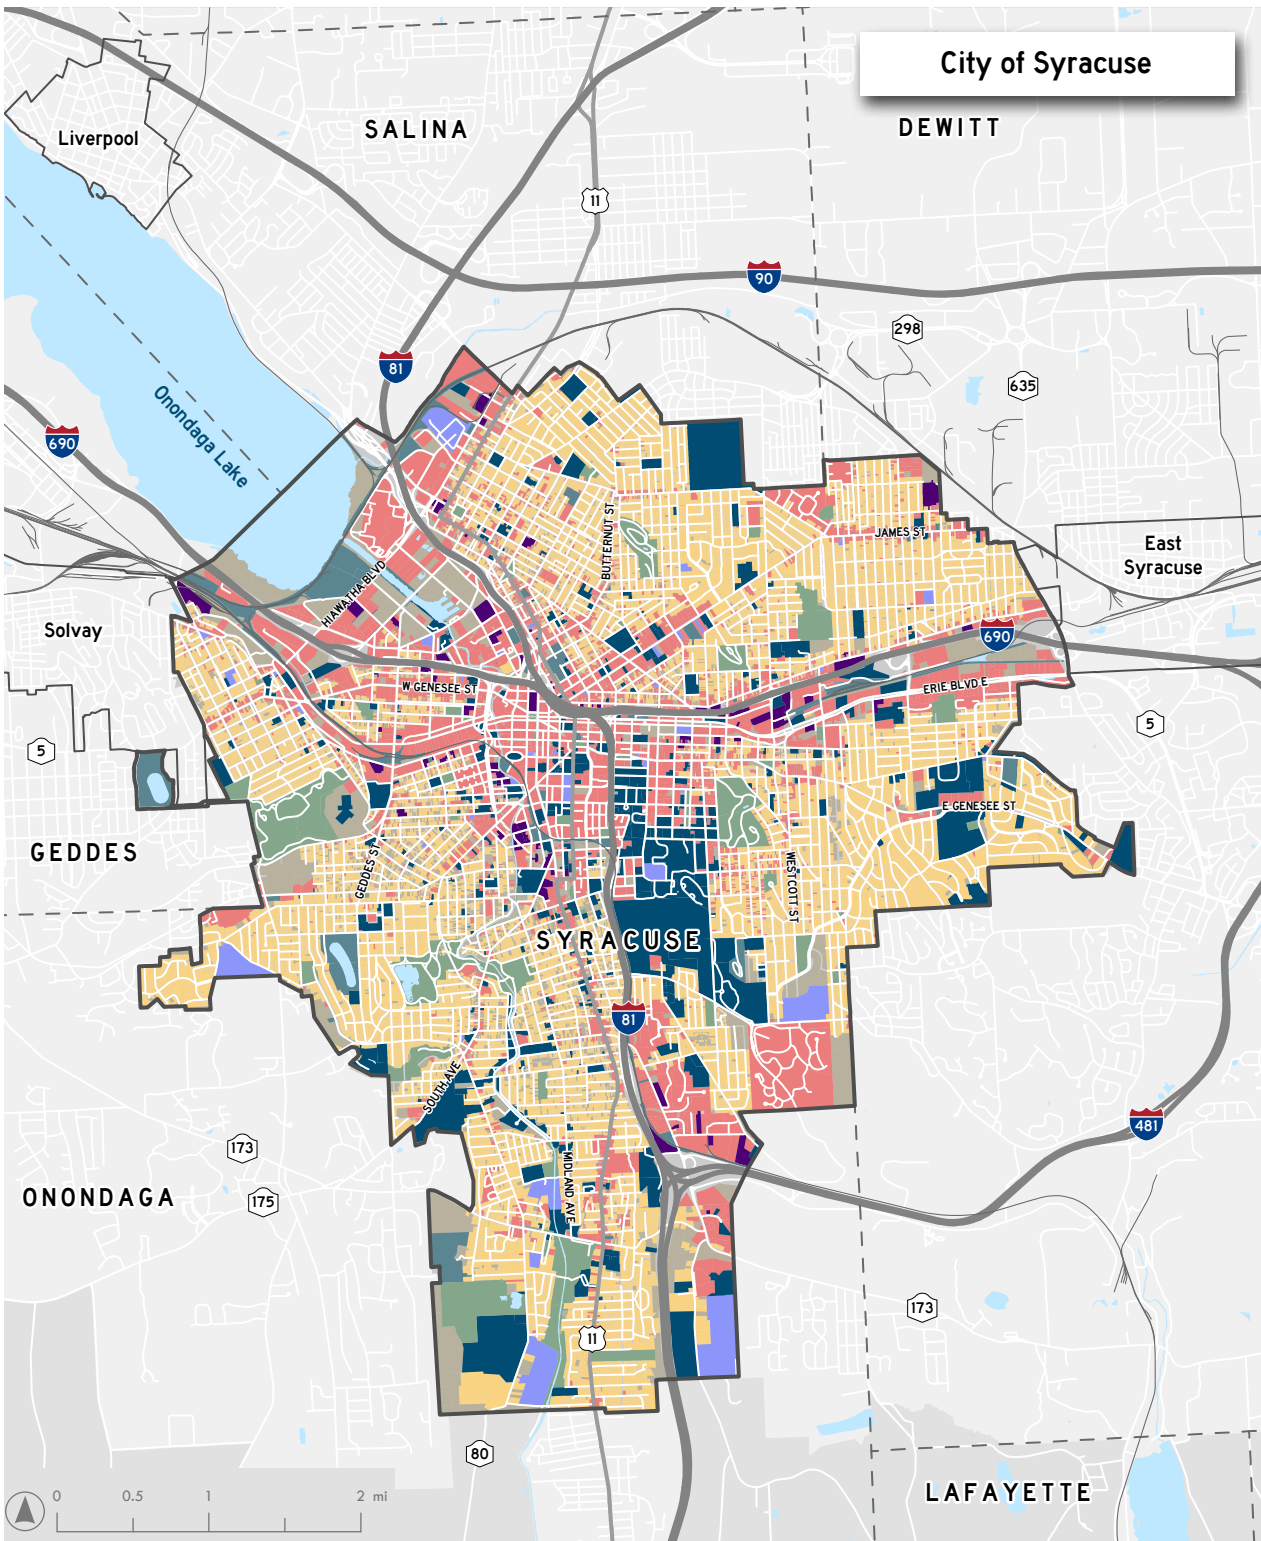 City of Syracuse
SALINA
DEWITT
Liverpool
11
90
298
81
635
Onondaga Lake
690
BUTTERNUT ST
JAMES ST
East
Syracuse
HIAWATHA BLVD
Solvay
690
W GENESEE ST
ERIE BLVD E
5
5
E GENESEE ST
GEDDES
GEDDES ST
WESTCOTT ST
SYRACUSE
81
SOUTH AVE
481
173
MIDLAND AVE
175
ONONDAGA
173
11
80
LAFAYETTE
0 0.5 1 2 mi